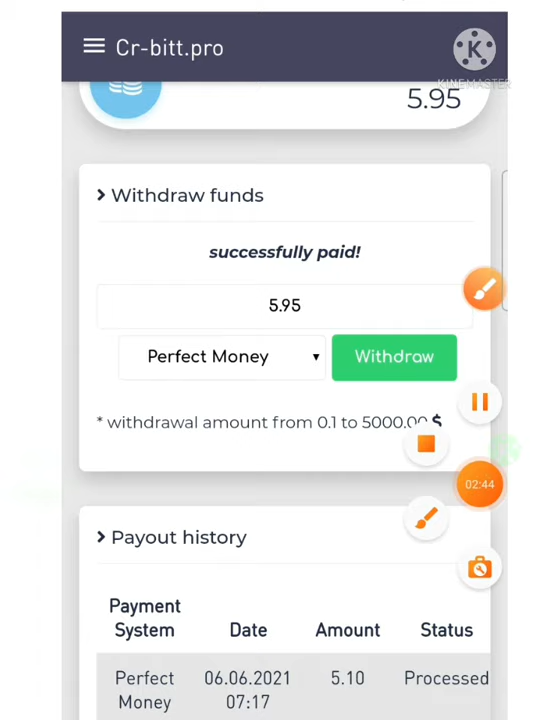 Cr-bitt.pro
KINEMASTER
5.95
Withdraw funds
successfully paid!
5.95
Perfect Money
Withdraw
* withdrawal amount from 0.1 to 5000.00 $
02:44
Payout history
Payment System Date Amount Status
Perfect Money 06.06.2021 07:17 5.10 Processed